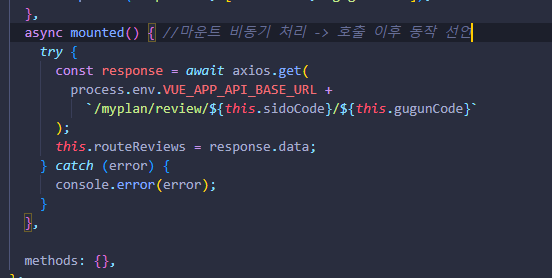 },
async mounted() { //마운트 비동기 처리 -> 호출 이후 동작 선언
try {
const response = await axios.get(
process.env.VUE_APP_API_BASE_URL +
`/myplan/review/${this.sidoCode}/${this.gugunCode}`
);
this.routeReviews = response.data;
} catch (error) {
console.error(error);
}
},
methods: {},